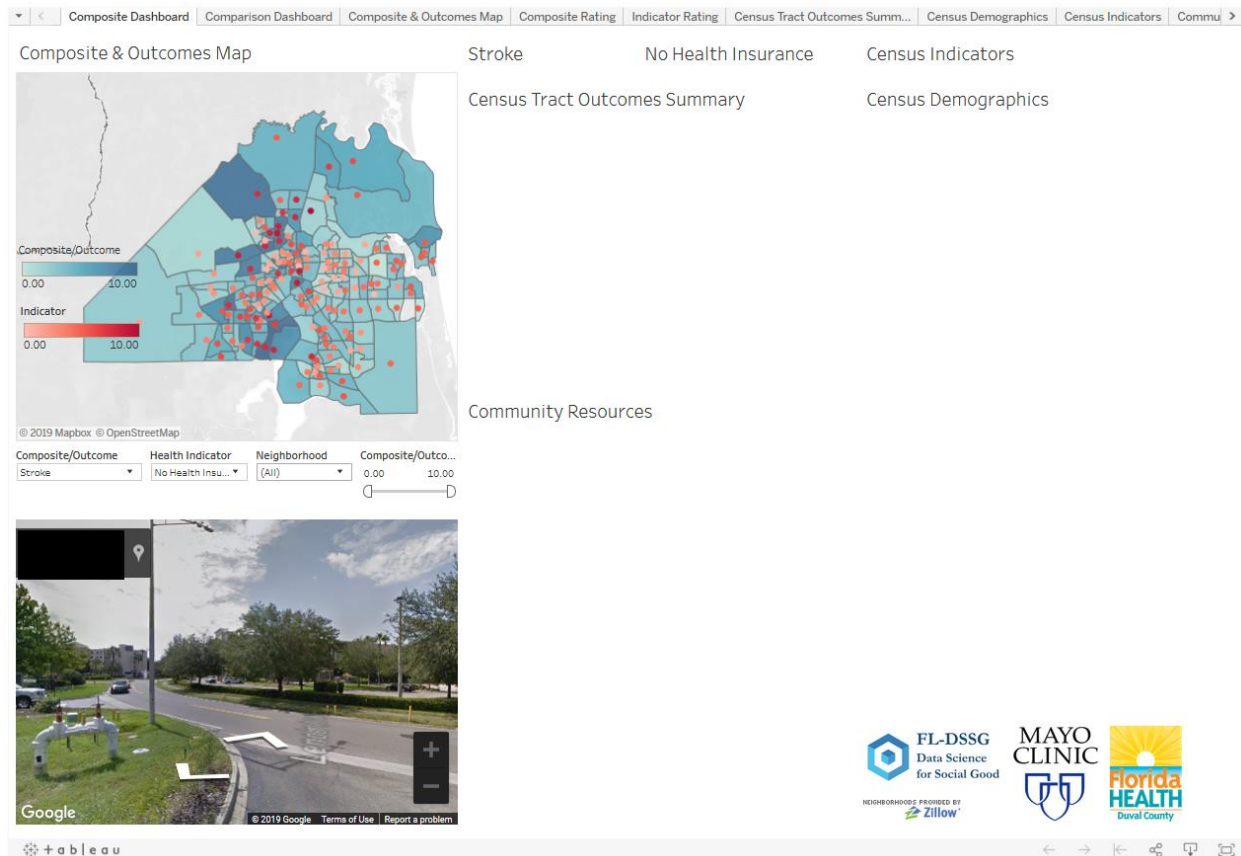 Composite Dashboard
Comparison Dashboard
Composite & Outcomes Map
Composite Rating
Indicator Rating
Census Tract Outcomes Summ...
Census Demographics
Census Indicators
Commu
Composite & Outcomes Map
Stroke
No Health Insurance
Census Indicators
Census Tract Outcomes Summary
Census Demographics
Composite/Outcome
0.00 10.00
Indicator
0.00 10.00
© 2019 Mapbox © OpenStreetMap
Community Resources
Composite/Outcome
Stroke
Health Indicator
No Health Insu...
Neighborhood
(All)
Composite/Outco...
0.00 10.00
Google
© 2019 Google Terms of Use Report a problem
FL-DSSG
Data Science
for Social Good
NEIGHBORHOODS PROVIDED BY
Zillow
MAYO
CLINIC
Florida
HEALTH
Duval County
+ a b | e a u